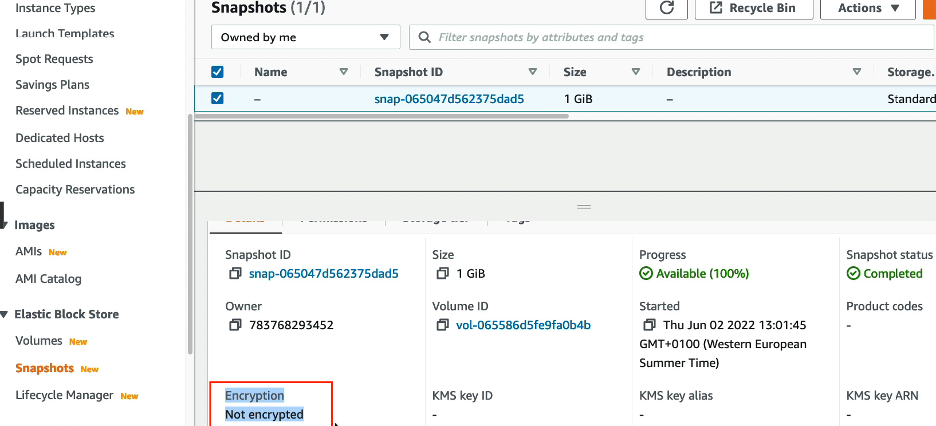 Instance Types
Launch Templates
Spot Requests
Savings Plans
Reserved Instances New
Dedicated Hosts
Scheduled Instances
Capacity Reservations
Images
AMIs New
AMI Catalog
Elastic Block Store
Volumes New
Snapshots New
Lifecycle Manager New
Snapshots (1/1)
Recycle Bin
Actions
Owned by me
Filter snapshots by attributes and tags
Name Snapshot ID Size Description Storage.
– snap-065047d562375dad5 1 GiB – Standard
Details Permissions Storage tier Tags
Snapshot ID
snap-065047d562375dad5
Size
1 GiB
Progress
Available (100%)
Snapshot status
Completed
Owner
783768293452
Volume ID
vol-065586d5fe9fa0b4b
Started
Thu Jun 02 2022 13:01:45
GMT+0100 (Western European
Summer Time)
Product codes
-
Encryption
Not encrypted
KMS key ID
-
KMS key alias
-
KMS key ARN
-